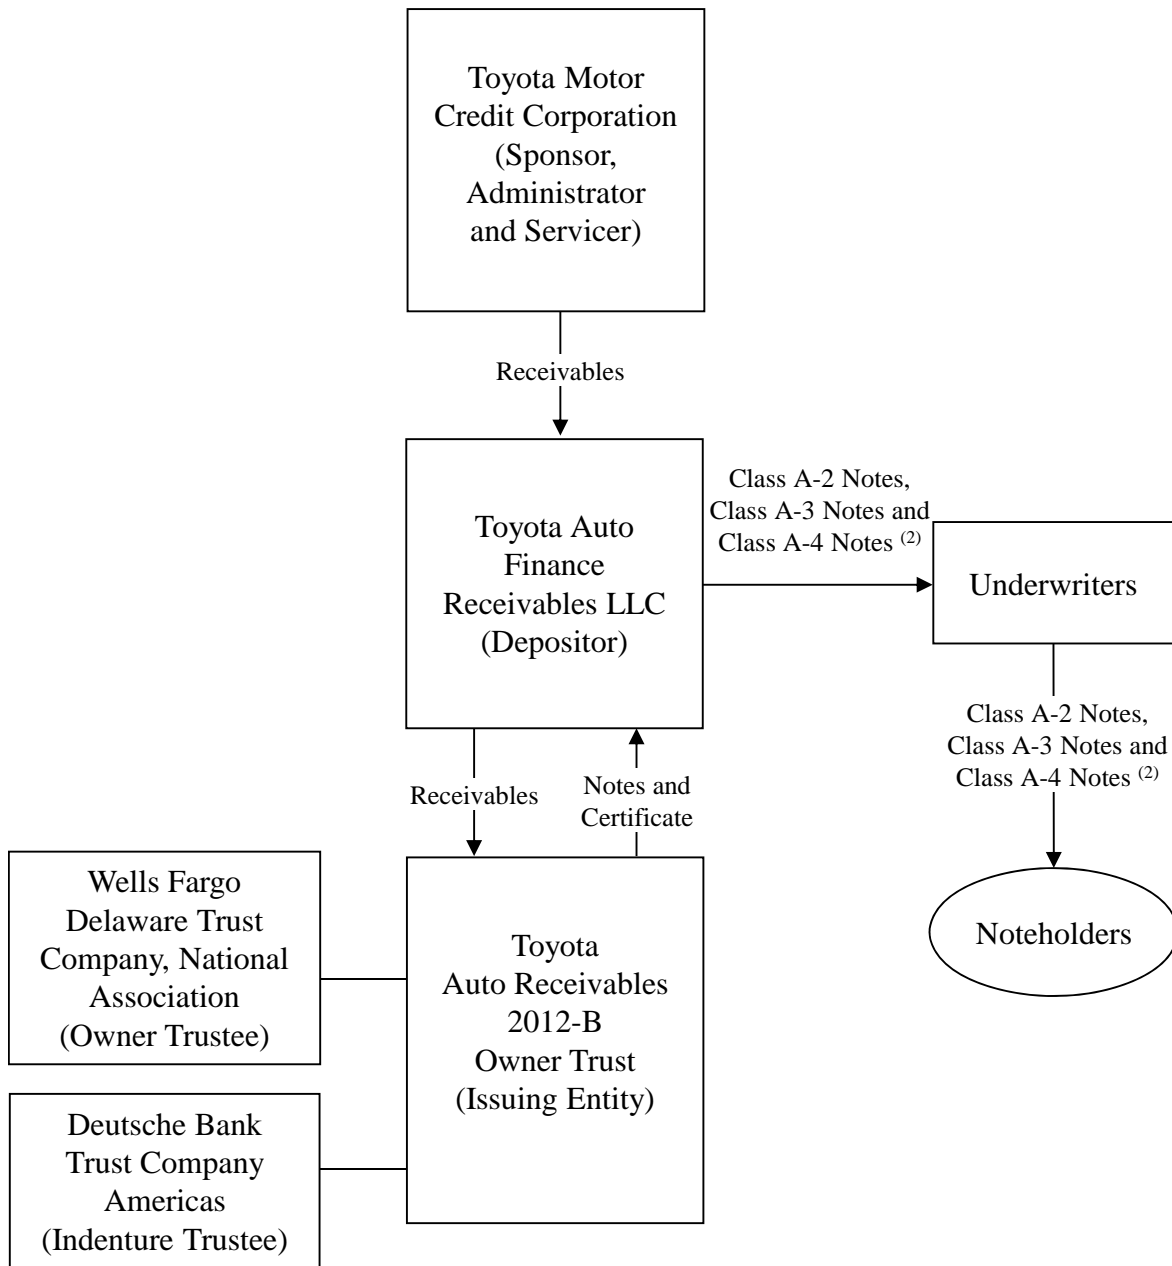 Toyota Motor
Credit Corporation
(Sponsor,
Administrator
and Servicer)
Receivables
Toyota Auto
Finance
Receivables LLC
(Depositor)
Class A-2 Notes,
Class A-3 Notes and
Class A-4 Notes (2)
Underwriters
Class A-2 Notes,
Class A-3 Notes and
Class A-4 Notes (2)
Noteholders
Receivables
Notes and
Certificate
Wells Fargo
Delaware Trust
Company, National
Association
(Owner Trustee)
Toyota
Auto Receivables
2012-B
Owner Trust
(Issuing Entity)
Deutsche Bank
Trust Company
Americas
(Indenture Trustee)